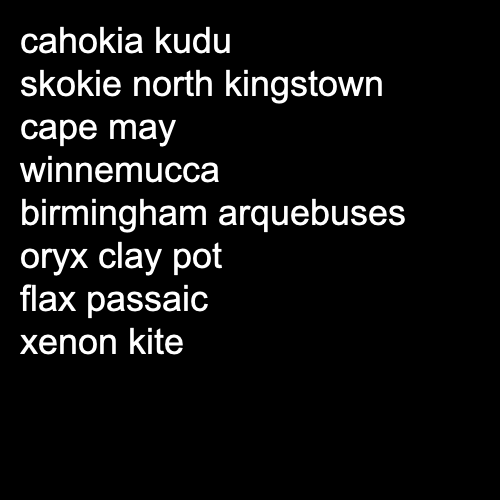 cahokia kudu
skokie north kingstown
cape may
winnemucca
birmingham arquebuses
oryx clay pot
flax passaic
xenon kite